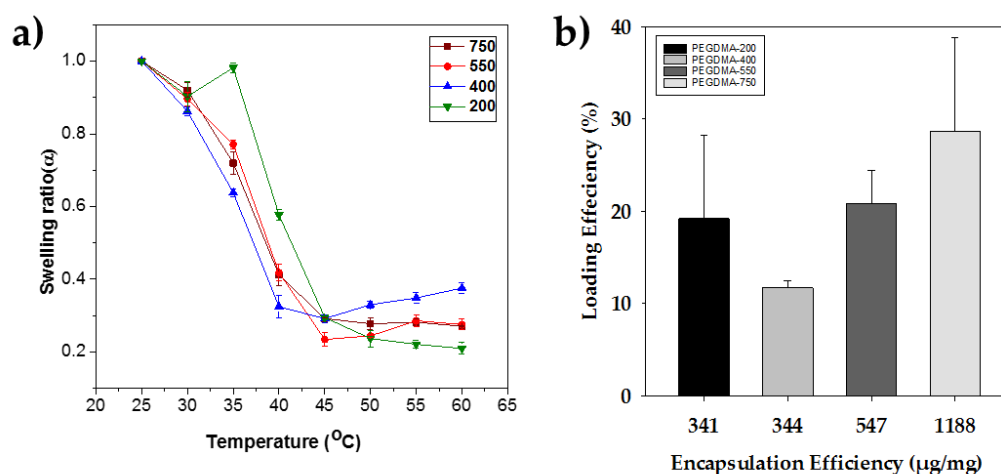 a)
Swelling ratio(α)
1.0
0.8
0.6
0.4
0.2
750
550
400
200
20 25 30 35 40 45 50 55 60 65
Temperature (OC)
b)
Loading Effeciency (%)
40
30
20
10
0
PEGDMA-200
PEGDMA-400
PEGDMA-550
PEGDMA-750
341 344 547 1188
Encapsulation Efficiency (µg/mg)